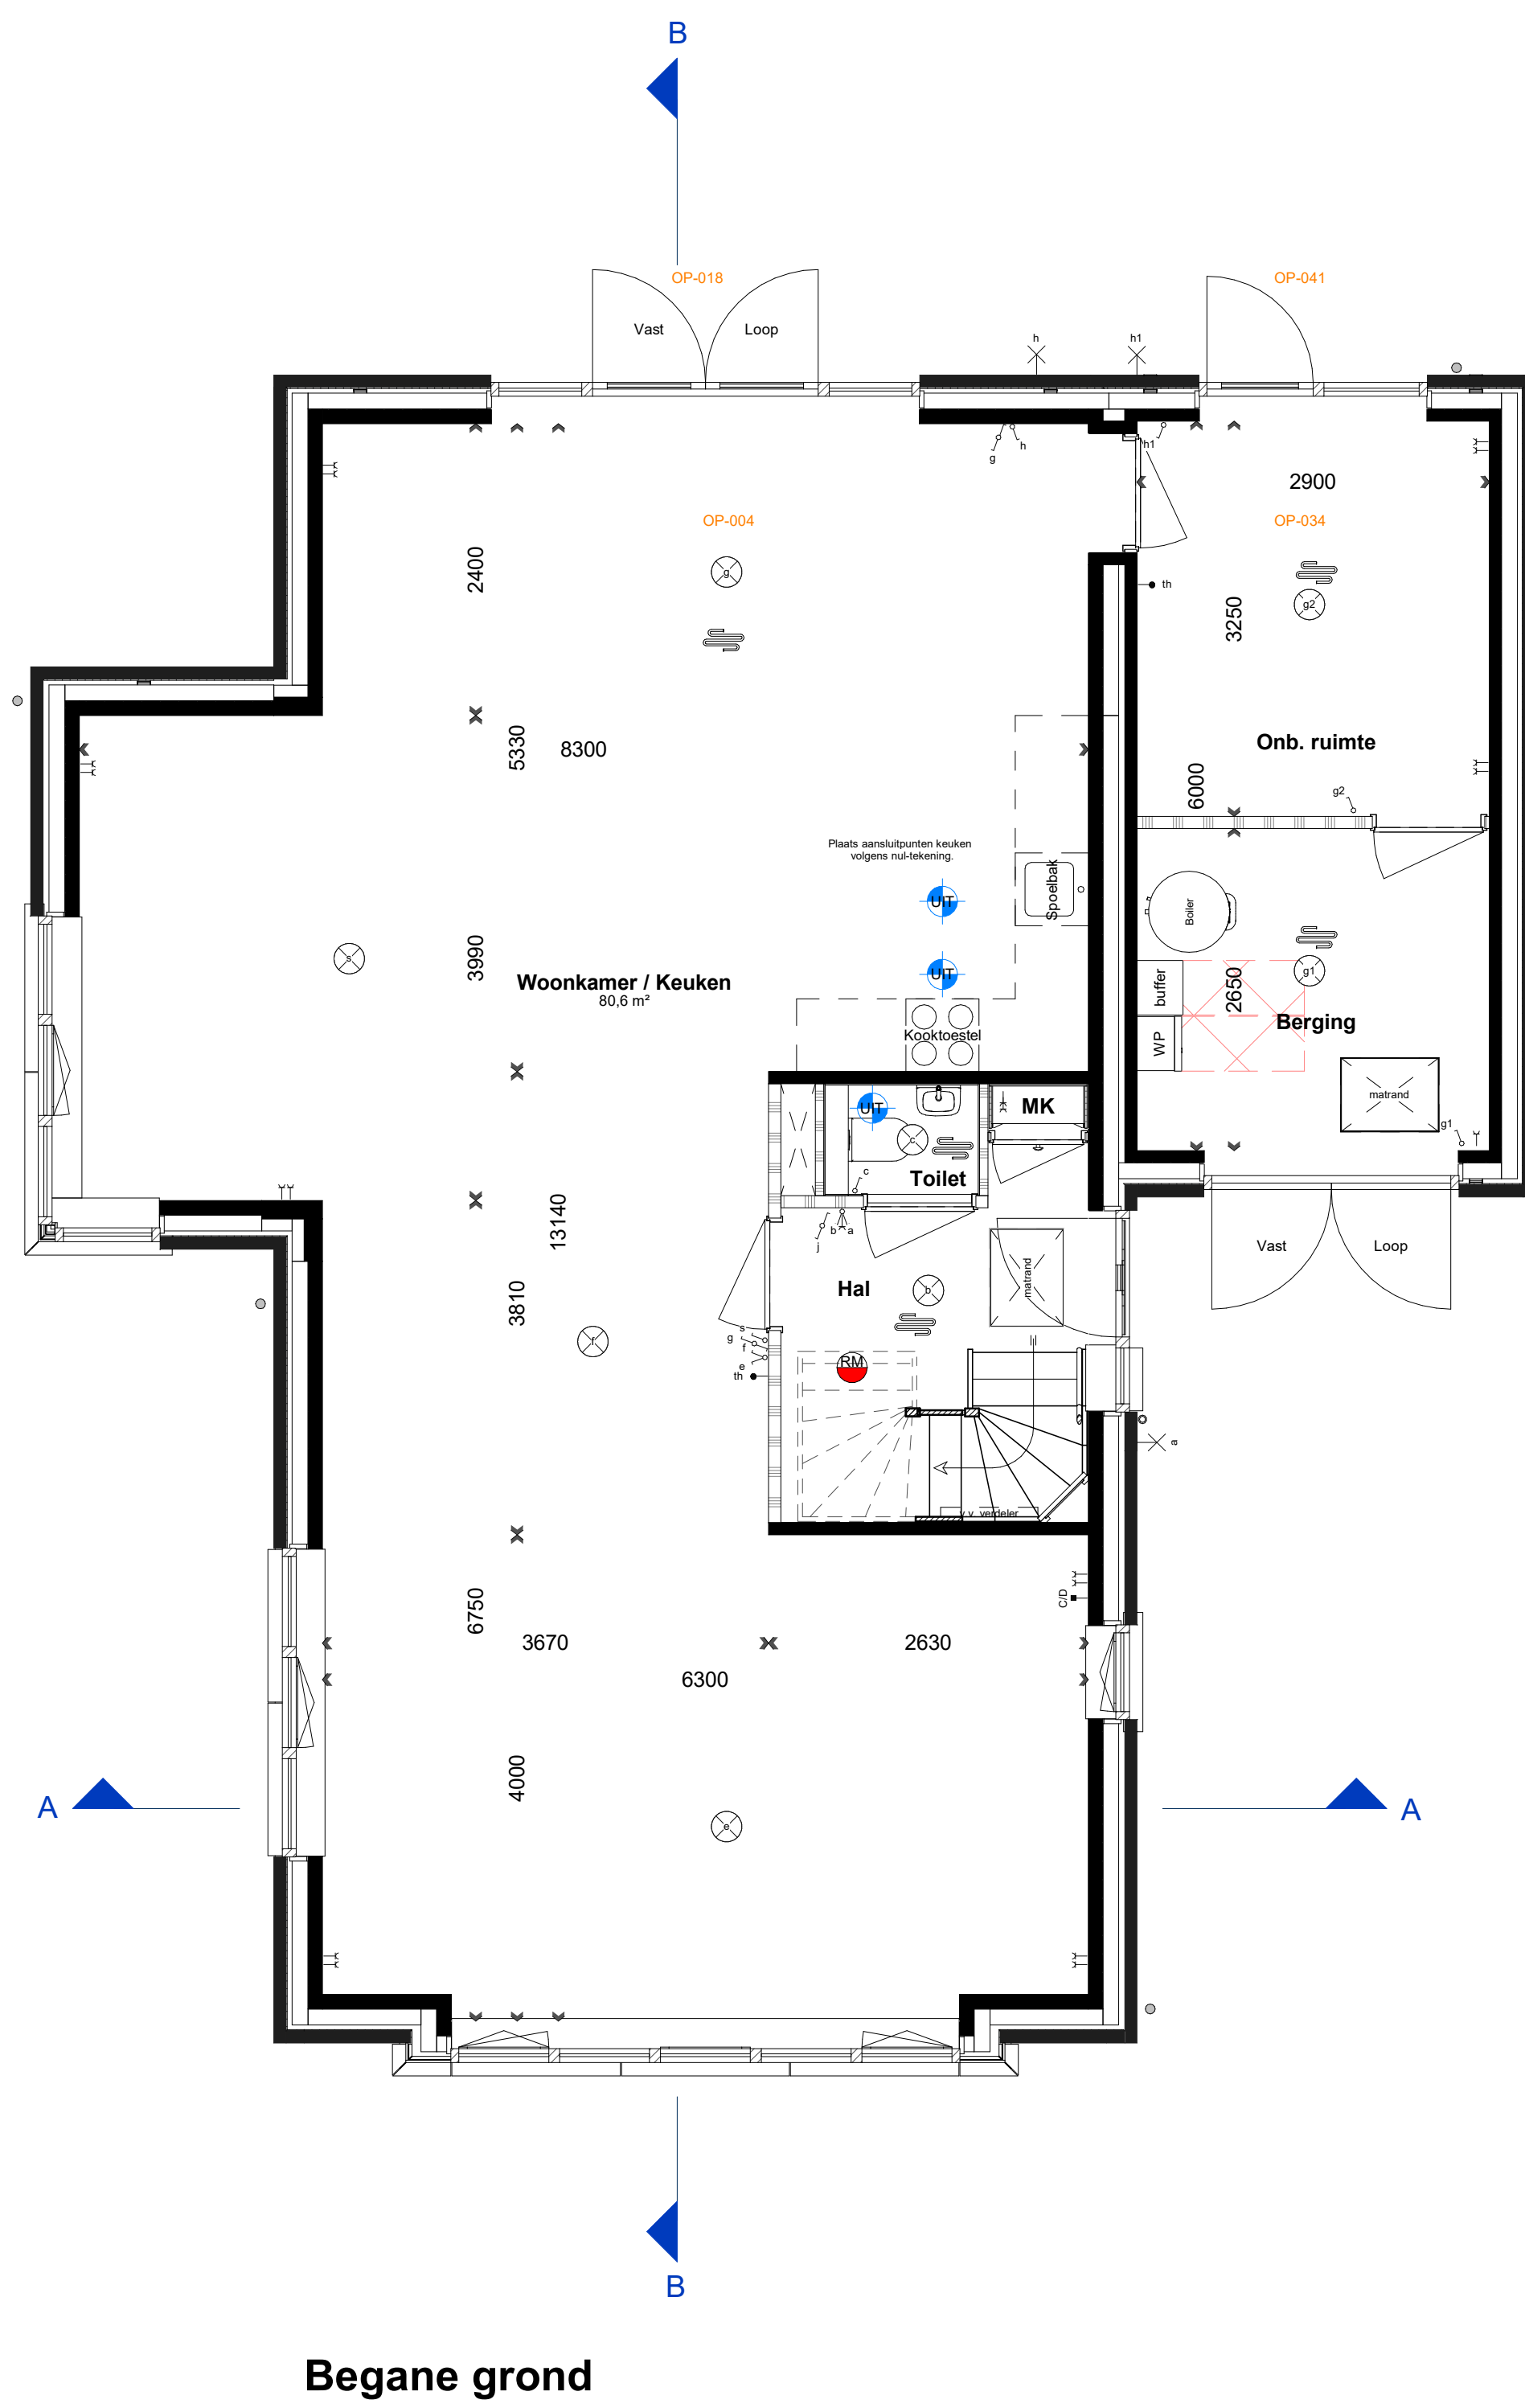 B
OP-018
OP-041
Vast
Loop
h
h1
g
h
h1
2900
OP-004
OP-034
2400
g
th
g2
3250
5330
8300
Onb. ruimte
6000
g2
Plaats aansluitpunten keuken
volgens nul-tekening.
Spoelbak
UIT
Boiler
s
3990
Woonkamer / Keuken
80,6 m²
UIT
g1
buffer
2650
Berging
Kooktoestel
WP
matrand
UIT
MK
g1
c
Toilet
c
13140
b
a
j
Vast
Loop
3810
Hal
b
matrand
s
g
f
f
e
th
RM
a
v.v. verdeler
C/D
6750
3670
2630
6300
4000
A
A
e
B
Begane grond